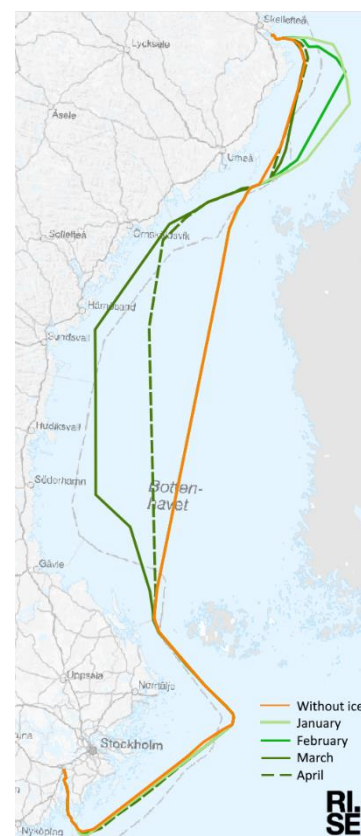 Skellefteå
Lycksele
Åsele
Umeå
Sollefteå
Örnsköldsvik
Härnösand
Sundsvall
Hudiksvall
Söderhamn
Botten-
havet
Gävle
Uppsala
Norrtälje
Without ice
January
February
March
April
Stockholm
Nyköping
RI.
SE